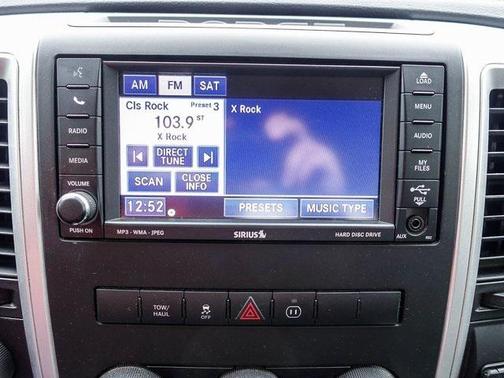 DODGE
AM FM SAT
Cls Rock Preset 3
103.9 ST
X Rock
X Rock
DIRECT TUNE
SCAN
CLOSE INFO
12:52
PRESETS
MUSIC TYPE
RADIO
MEDIA
VOLUME
PUSH ON
LOAD
MENU
AUDIO
MY FILES
PULL
AUX
MP3 - WMA - JPEG
SIRIUS
HARD DISC DRIVE
TOW/
HAUL
OFF